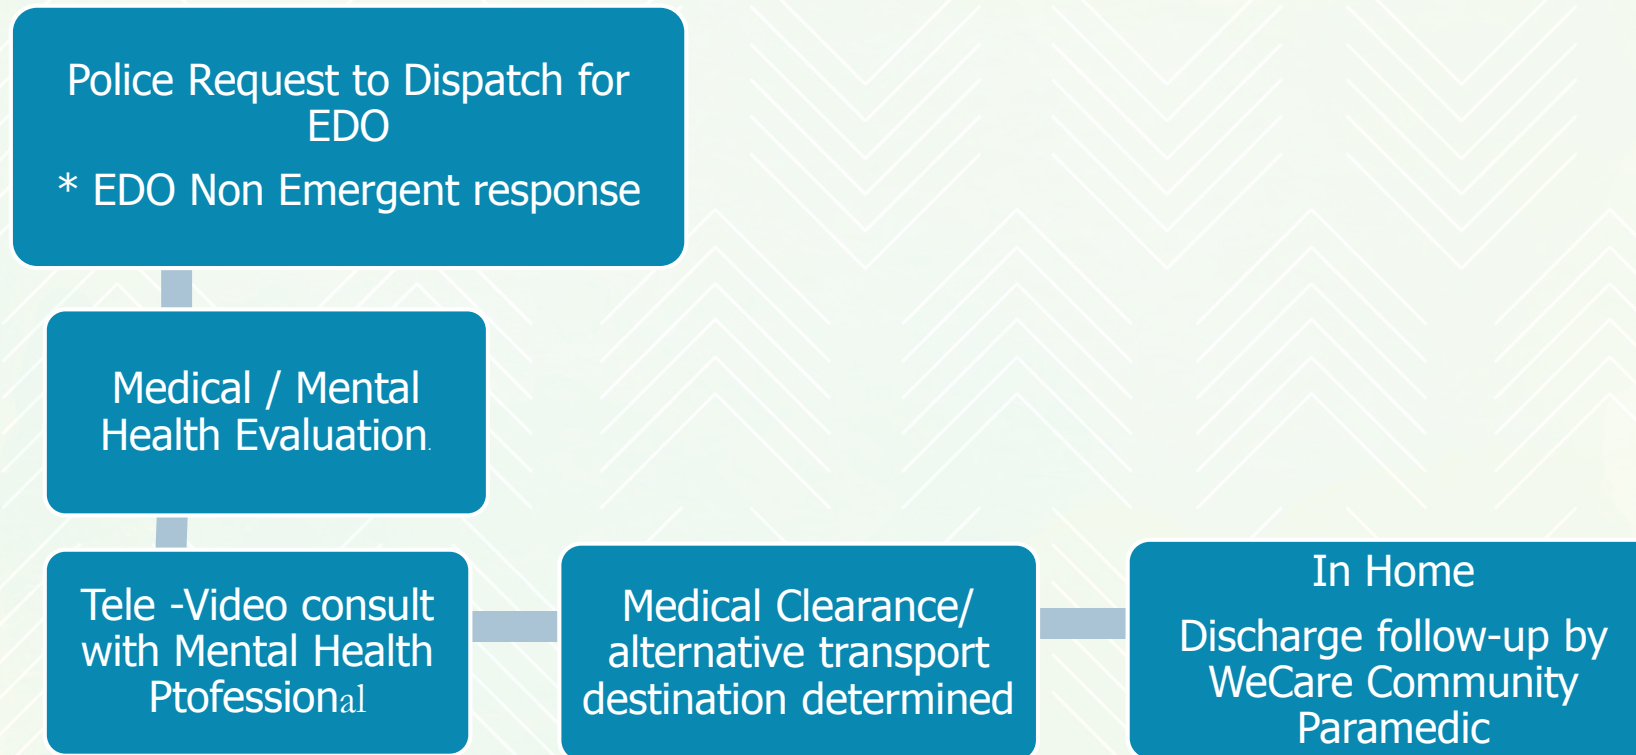 Police Request to Dispatch for
EDO
* EDO Non Emergent response
Medical / Mental
Health Evaluation.
Tele -Video consult
with Mental Health
Ptofessional
Medical Clearance/
alternative transport
destination determined
In Home
Discharge follow-up by
WeCare Community
Paramedic